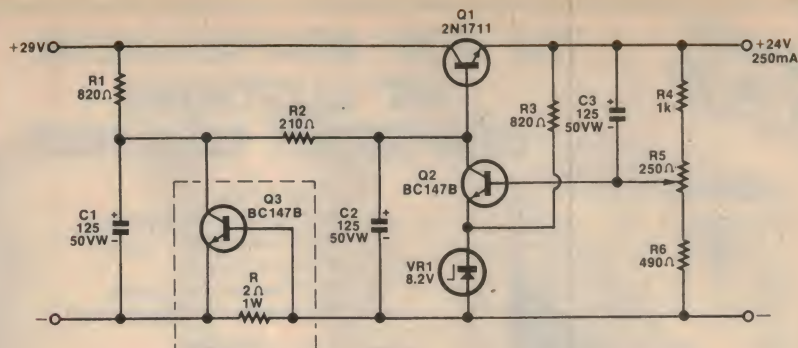 Q1
2N1711
+29V
+24V
250mA
R1
820Ω
R2
210Ω
R3
820Ω
C3
125
50VW
+
-
R4
1k
R5
250Ω
Q2
BC147B
Q3
BC147B
C1
125
50VW
+
-
C2
125
50VW
+
-
R
2Ω
1W
VR1
8.2V
R6
490Ω
-
-